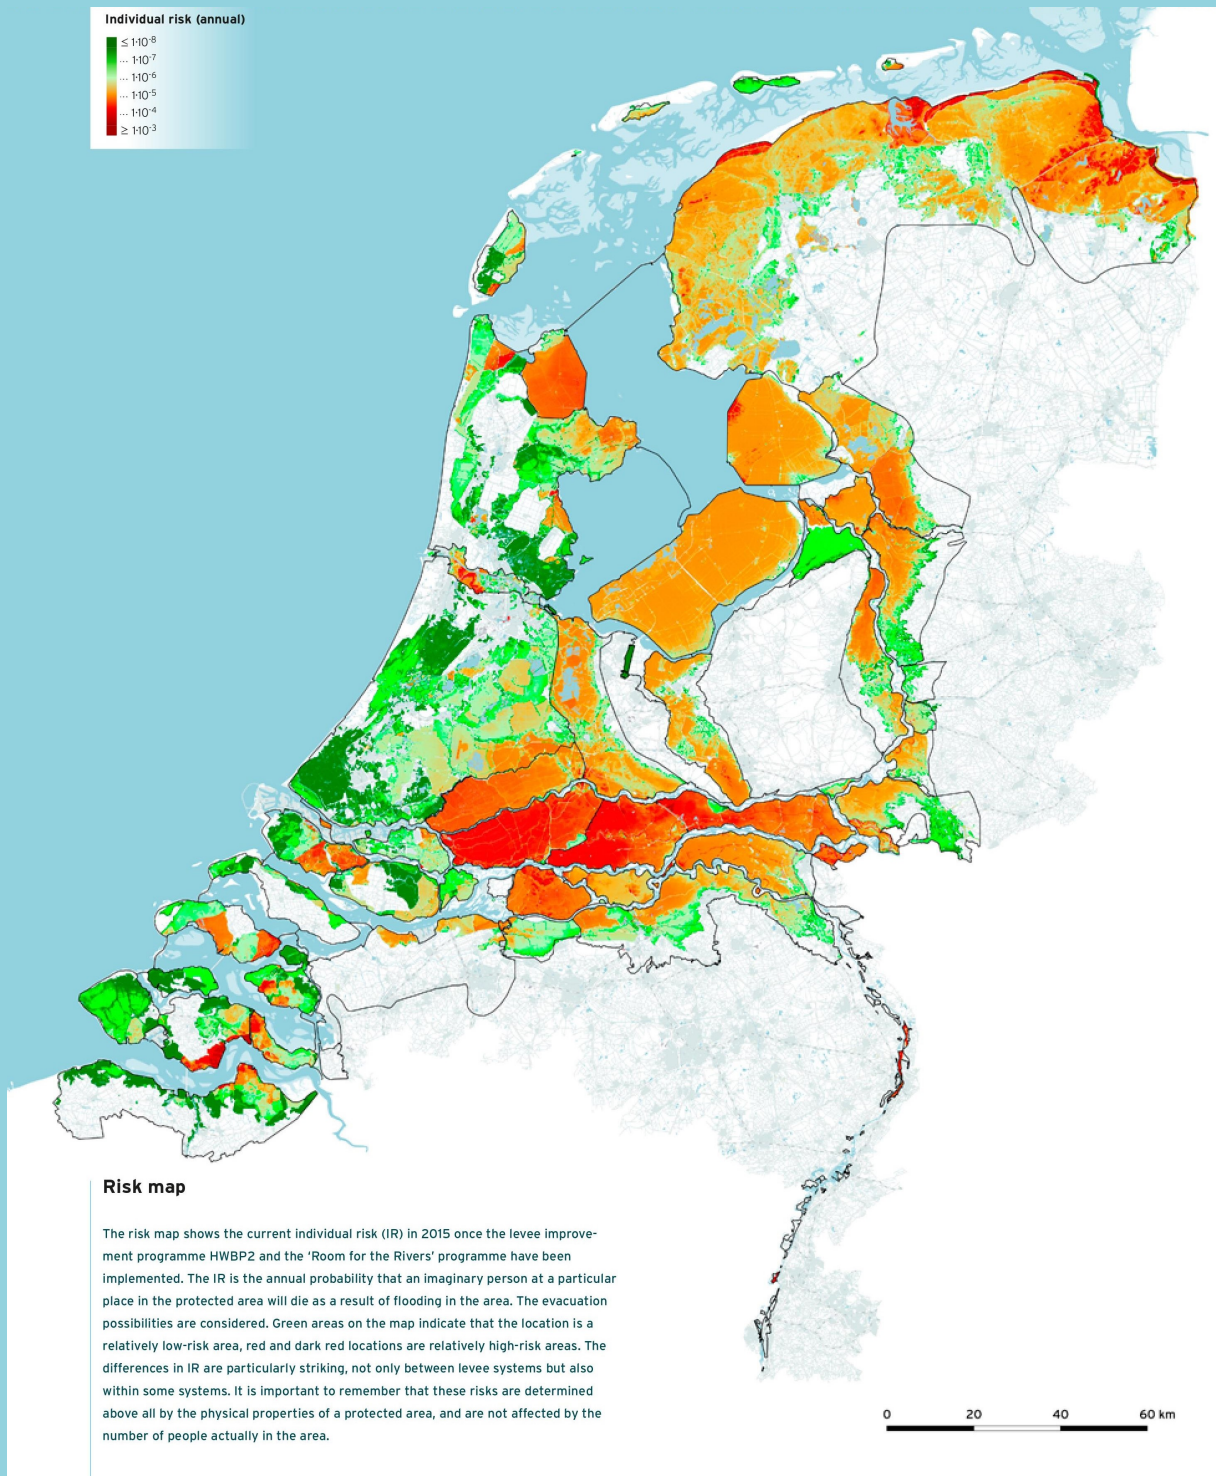 Individual risk (annual)
≤ 1·10⁻⁸
... 1·10⁻⁷
... 1·10⁻⁶
... 1·10⁻⁵
... 1·10⁻⁴
≥ 1·10⁻³
Risk map
The risk map shows the current individual risk (IR) in 2015 once the levee improve-
ment programme HWBP2 and the ‘Room for the Rivers’ programme have been
implemented. The IR is the annual probability that an imaginary person at a particular
place in the protected area will die as a result of flooding in the area. The evacuation
possibilities are considered. Green areas on the map indicate that the location is a
relatively low-risk area, red and dark red locations are relatively high-risk areas. The
differences in IR are particularly striking, not only between levee systems but also
within some systems. It is important to remember that these risks are determined
above all by the physical properties of a protected area, and are not affected by the
number of people actually in the area.
0 20 40 60 km